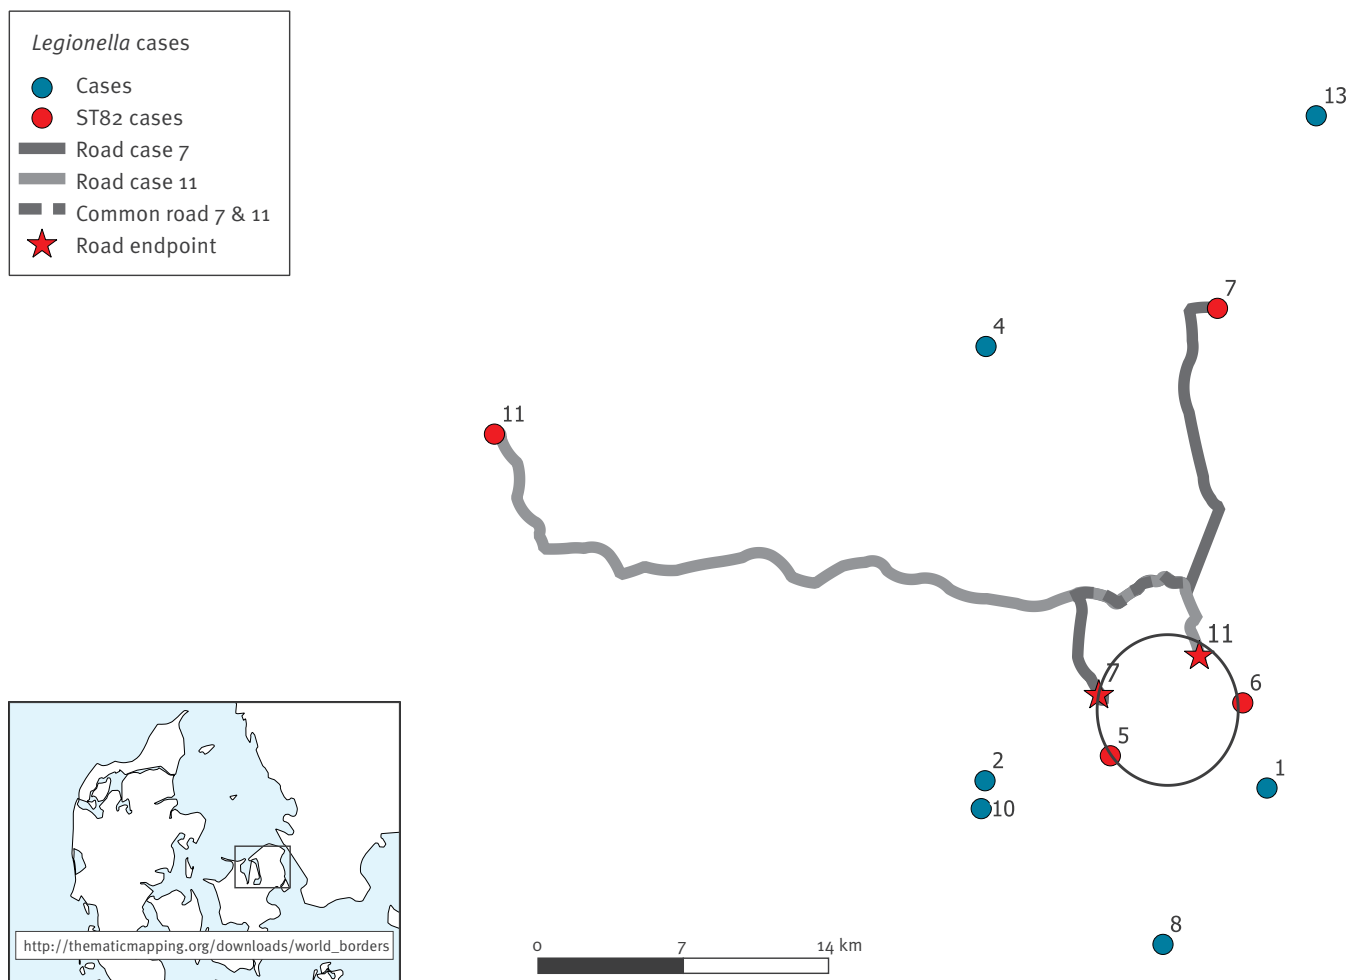 Legionella cases
Cases
ST82 cases
Road case 7
Road case 11
Common road 7 & 11
Road endpoint
13
7
4
11
11
7
6
5
2
1
10
8
http://thematicmapping.org/downloads/world_borders
0 7 14 km